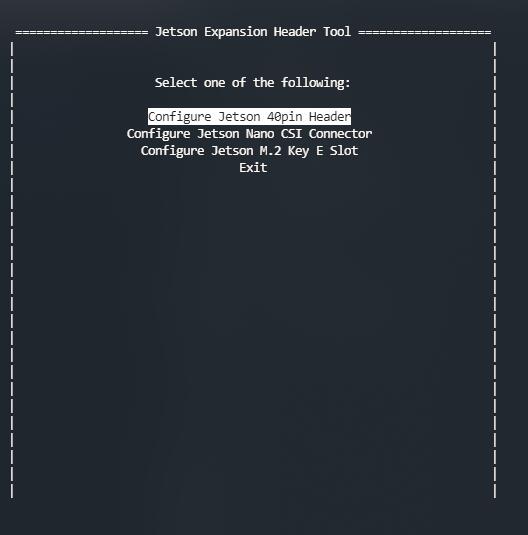 =================== Jetson Expansion Header Tool ===================
Select one of the following:
Configure Jetson 40pin Header
Configure Jetson Nano CSI Connector
Configure Jetson M.2 Key E Slot
Exit